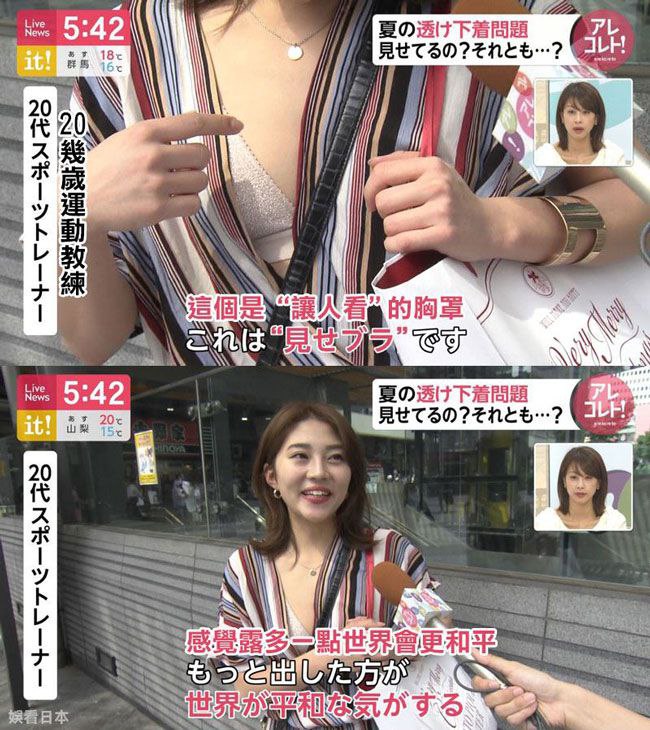 Live News
5:42
it!
あす
群馬
18℃
16℃
夏の透け下着問題
見せてるの?それとも…?
アレコレト!
20代スポーツトレーナー
20幾歲運動教練
這個是“讓人看”的胸罩
これは“見せブラ”です
Very Merry
Live News
5:42
it!
あす
山梨
20℃
15℃
夏の透け下着問題
見せてるの?それとも…?
アレコレト!
20代スポーツトレーナー
感覺露多一點世界會更和平
もっと出した方が
世界が平和な気がする
娛看日本